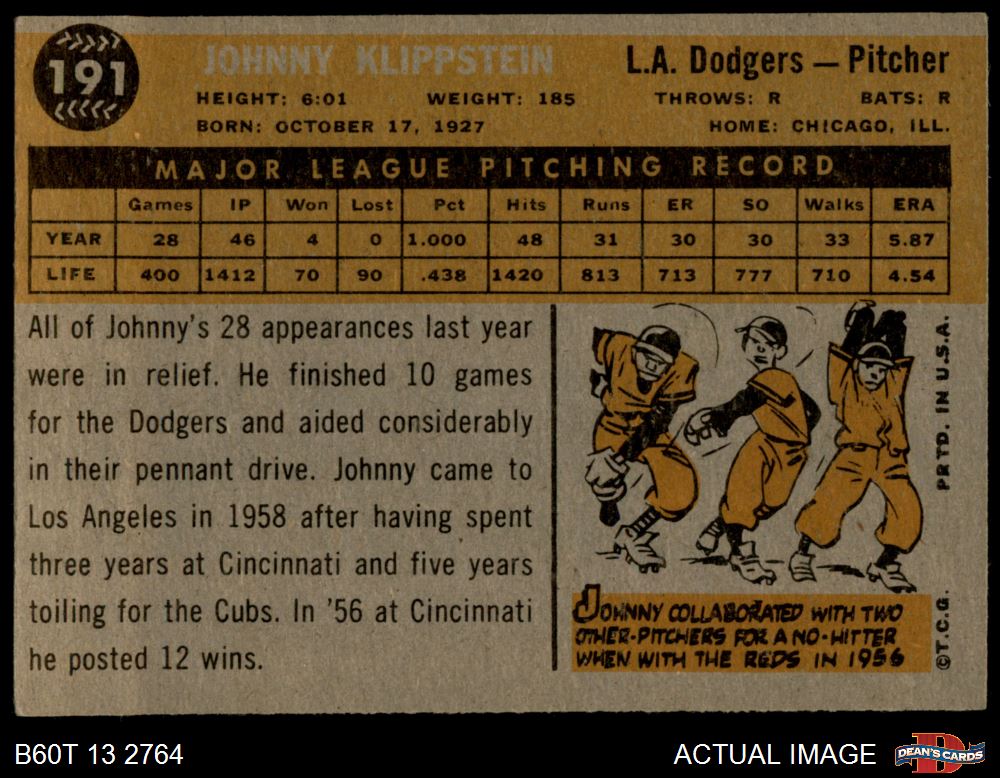 191
JOHNNY KLIPPSTEIN
L.A. Dodgers — Pitcher
HEIGHT: 6:01 WEIGHT: 185 THROWS: R BATS: R
BORN: OCTOBER 17, 1927 HOME: CHICAGO, ILL.
MAJOR LEAGUE PITCHING RECORD
Games IP Won Lost Pct Hits Runs ER SO Walks ERA
YEAR 28 46 4 0 1.000 48 31 30 30 33 5.87
LIFE 400 1412 70 90 .438 1420 813 713 777 710 4.54
All of Johnny's 28 appearances last year
were in relief. He finished 10 games
for the Dodgers and aided considerably
in their pennant drive. Johnny came to
Los Angeles in 1958 after having spent
three years at Cincinnati and five years
toiling for the Cubs. In '56 at Cincinnati
he posted 12 wins.
JOHNNY COLLABORATED WITH TWO
OTHER-PITCHERS FOR A NO-HITTER
WHEN WITH THE REDS IN 1956
PRTD. IN U.S.A.
©T.C.G.
B60T 13 2764
ACTUAL IMAGE
D
DEAN'S CARDS